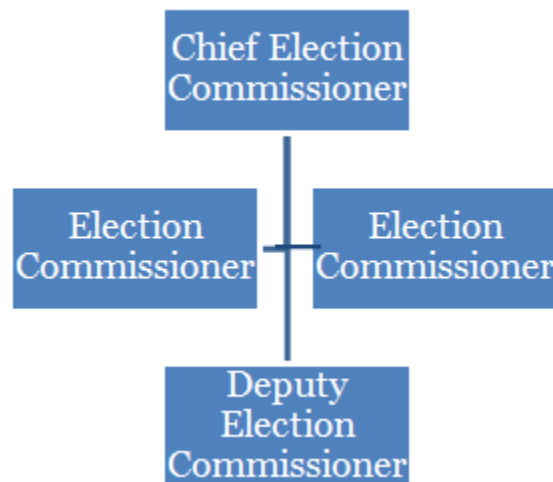 Chief Election
Commissioner
Election
Commissioner
Election
Commissioner
Deputy
Election
Commissioner